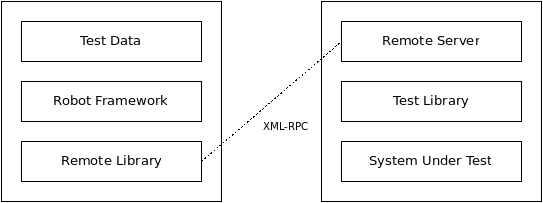 Test Data
Robot Framework
Remote Library
XML-RPC
Remote Server
Test Library
System Under Test